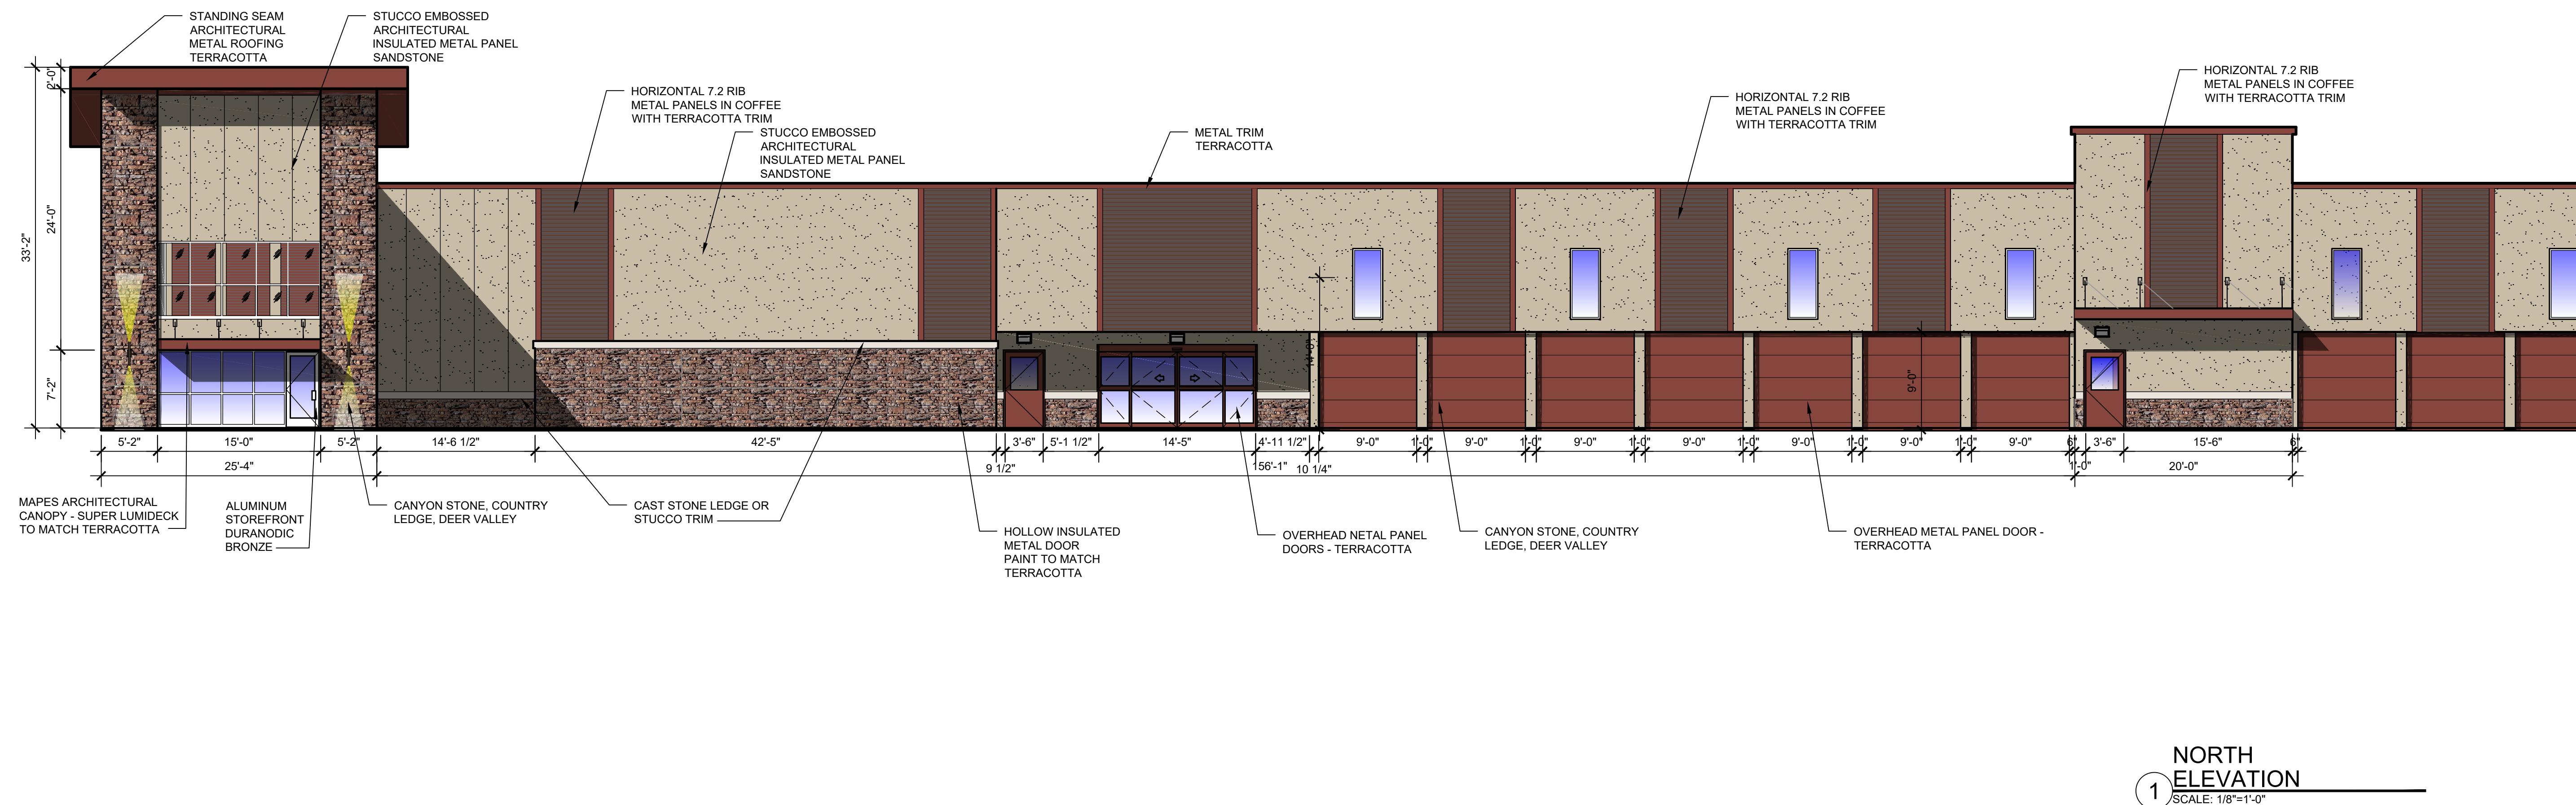 STANDING SEAM
ARCHITECTURAL
METAL ROOFING
TERRACOTTA
STUCCO EMBOSSED
ARCHITECTURAL
INSULATED METAL PANEL
SANDSTONE
HORIZONTAL 7.2 RIB
METAL PANELS IN COFFEE
WITH TERRACOTTA TRIM
STUCCO EMBOSSED
ARCHITECTURAL
INSULATED METAL PANEL
SANDSTONE
METAL TRIM
TERRACOTTA
HORIZONTAL 7.2 RIB
METAL PANELS IN COFFEE
WITH TERRACOTTA TRIM
HORIZONTAL 7.2 RIB
METAL PANELS IN COFFEE
WITH TERRACOTTA TRIM
2'-0"
24'-0"
33'-2"
7'-2"
14'-0"
9'-0"
5'-2" 15'-0" 5'-2" 14'-6 1/2" 42'-5" 3'-6" 5'-1 1/2" 14'-5" 4'-11 1/2" 9'-0" 1'-0" 9'-0" 1'-0" 9'-0" 1'-0" 9'-0" 1'-0" 9'-0" 1'-0" 9'-0" 1'-0" 9'-0" 6" 3'-6" 15'-6" 6"
25'-4" 9 1/2" 156'-1" 10 1/4" 1'-0" 20'-0"
MAPES ARCHITECTURAL
CANOPY - SUPER LUMIDECK
TO MATCH TERRACOTTA
ALUMINUM
STOREFRONT
DURANODIC
BRONZE
CANYON STONE, COUNTRY
LEDGE, DEER VALLEY
CAST STONE LEDGE OR
STUCCO TRIM
HOLLOW INSULATED
METAL DOOR
PAINT TO MATCH
TERRACOTTA
OVERHEAD NETAL PANEL
DOORS - TERRACOTTA
CANYON STONE, COUNTRY
LEDGE, DEER VALLEY
OVERHEAD METAL PANEL DOOR -
TERRACOTTA
NORTH
ELEVATION
1
SCALE: 1/8"=1'-0"